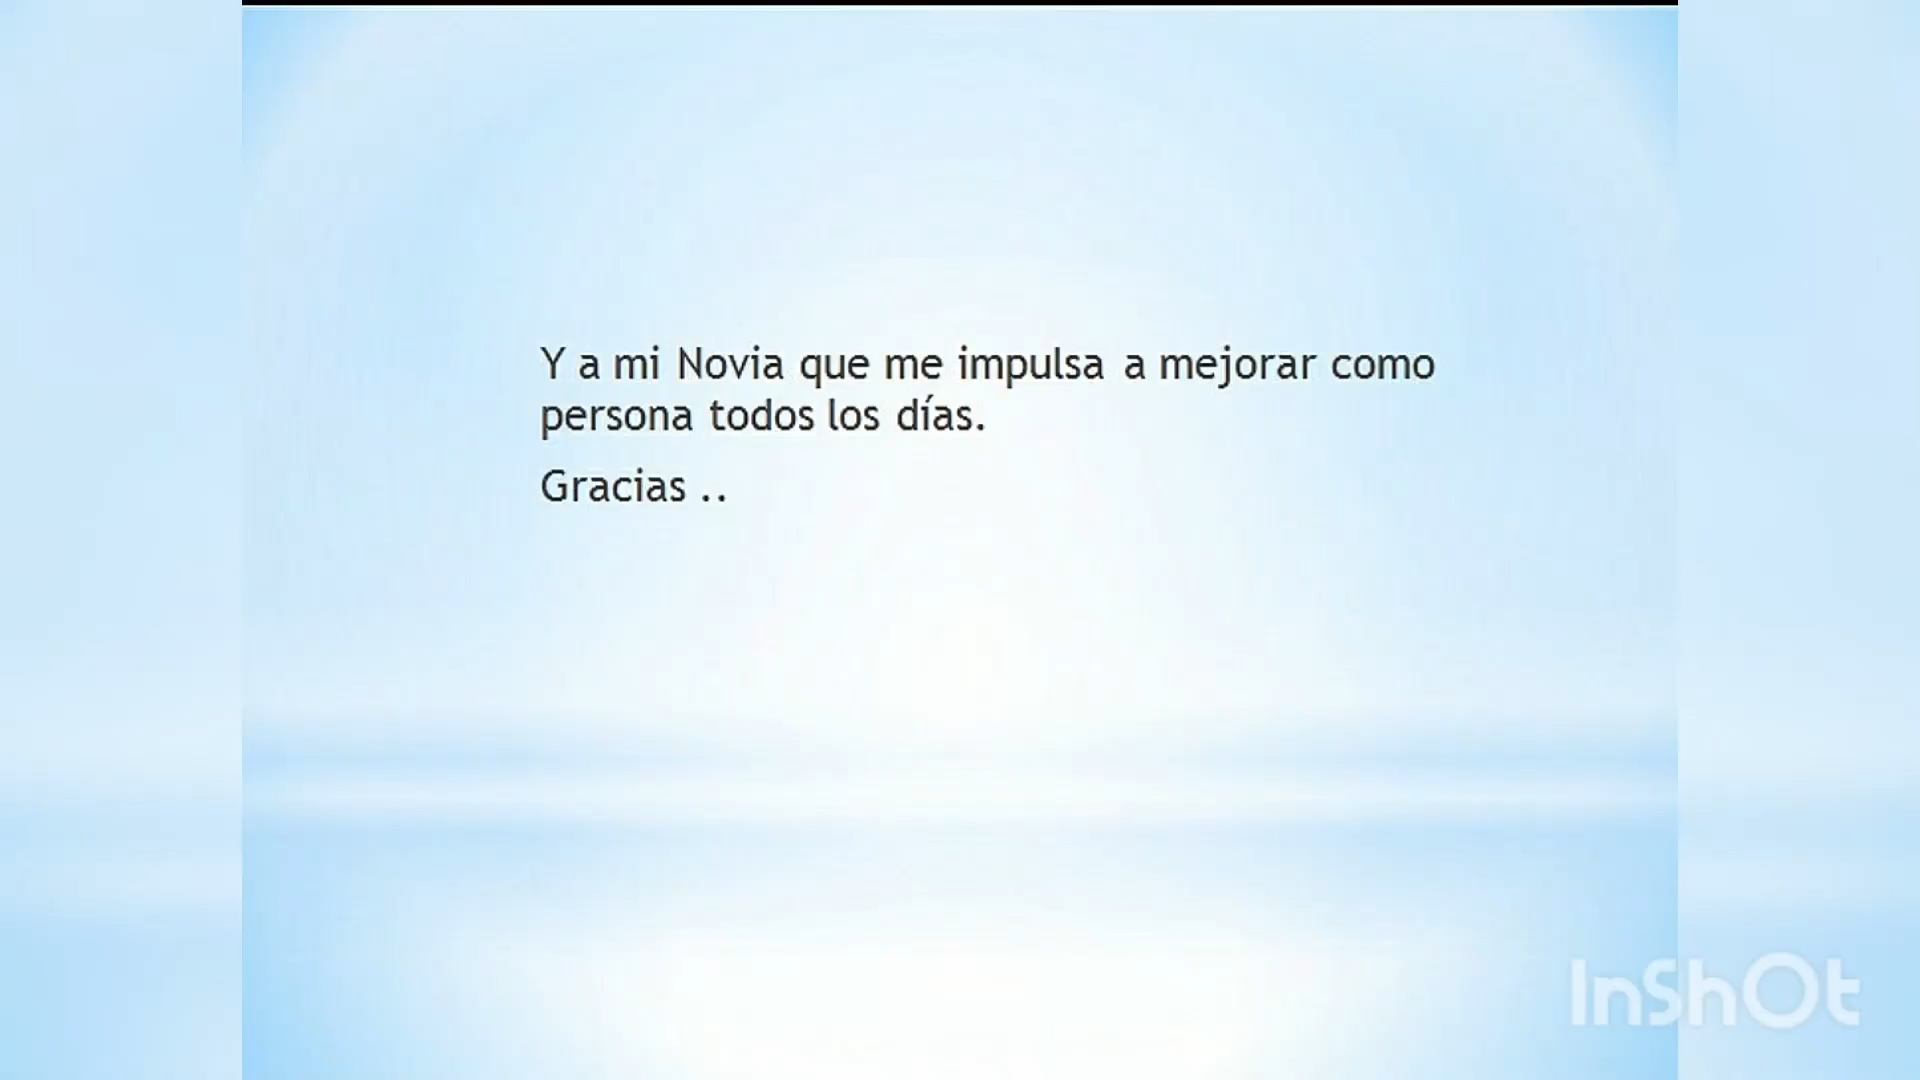 Y a mi Novia que me impulsa a mejorar como
persona todos los días.
Gracias ..
InShOt